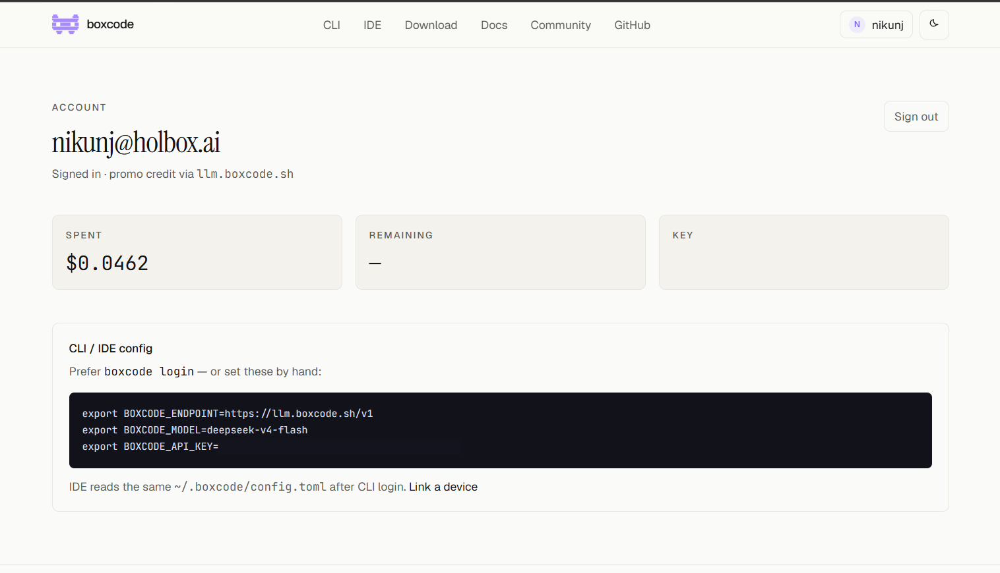 boxcode
CLI IDE Download Docs Community GitHub
N nikunj
ACCOUNT
Sign out
nikunj@holbox.ai
Signed in · promo credit via llm.boxcode.sh
SPENT
$0.0462
REMAINING
—
KEY
CLI / IDE config
Prefer boxcode login — or set these by hand:
export BOXCODE_ENDPOINT=https://llm.boxcode.sh/v1
export BOXCODE_MODEL=deepseek-v4-flash
export BOXCODE_API_KEY=
IDE reads the same ~/.boxcode/config.toml after CLI login. Link a device